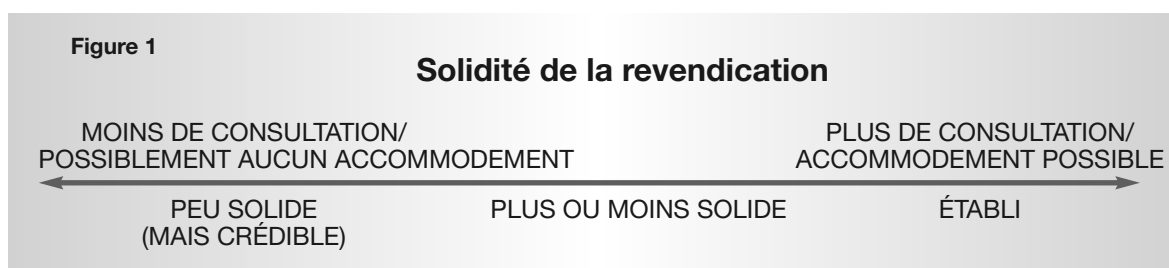 Figure 1
Solidité de la revendication
MOINS DE CONSULTATION/
POSSIBLEMENT AUCUN ACCOMMODEMENT
PLUS DE CONSULTATION/
ACCOMMODEMENT POSSIBLE
PEU SOLIDE
(MAIS CRÉDIBLE)
PLUS OU MOINS SOLIDE
ÉTABLI